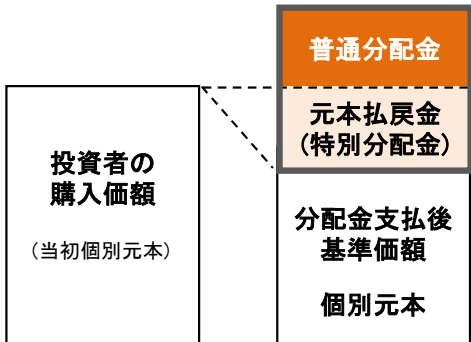 投資者の
購入価額
（当初個別元本）
普通分配金
元本払戻金
（特別分配金）
分配金支払後
基準価額
個別元本